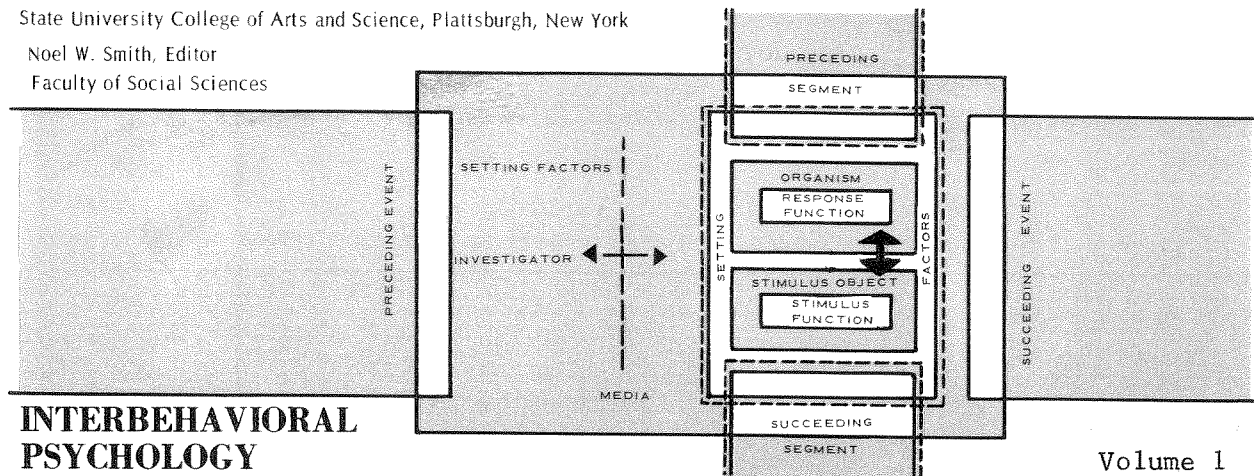 State University College of Arts and Science, Plattsburgh, New York
Noel W. Smith, Editor
Faculty of Social Sciences
PRECEDING
SEGMENT
PRECEDING EVENT
SETTING FACTORS
INVESTIGATOR
MEDIA
SETTING
ORGANISM
RESPONSE
FUNCTION
STIMULUS OBJECT
STIMULUS
FUNCTION
FACTORS
SUCCEEDING EVENT
SUCCEEDING
SEGMENT
INTERBEHAVIORAL
PSYCHOLOGY
Volume 1